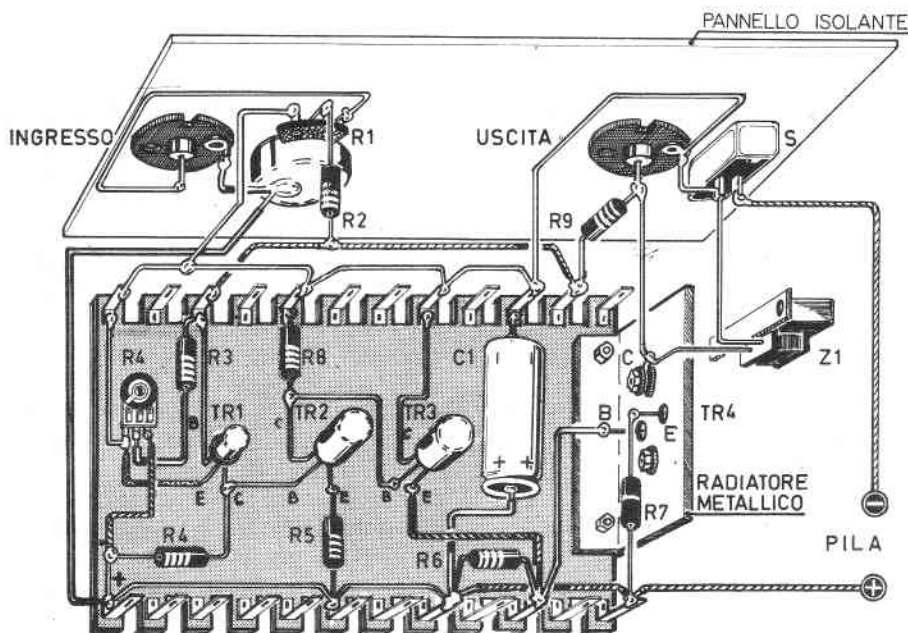 PANNELLO ISOLANTE
INGRESSO
R1
USCITA
S
R2
R9
R4
R3
R8
C1
C
Z1
B
TR1
C
TR2
C
TR3
B
E
TR4
E
C
B
E
B
E
RADIATORE
METALLICO
R4
R5
R6
R7
PILA
+
+
+
+
−
+